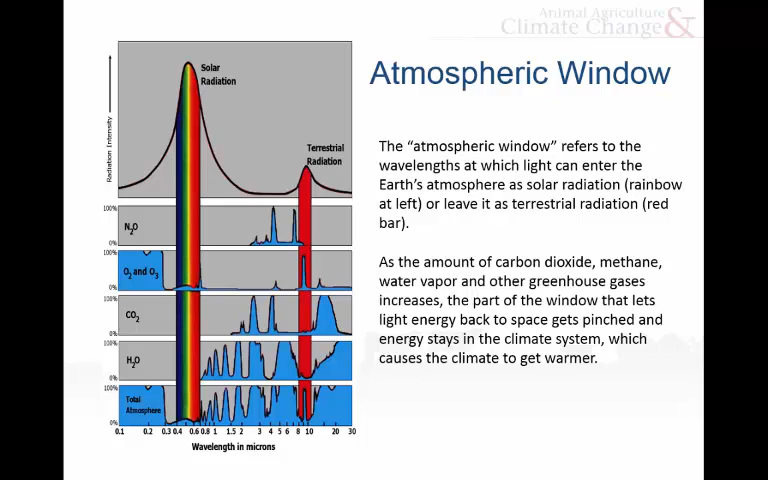 Animal Agriculture
Climate Change &
Atmospheric Window
Solar
Radiation
Terrestrial
Radiation
Radiation Intensity
100%
N2O
0%
100%
O2 and O3
0%
100%
CO2
0%
100%
H2O
0%
100%
Total
Atmosphere
0%
0.1 0.2 0.3 0.4 0.6 0.8 1 1.5 2 3 4 5 6 8 10 20 30
Wavelength in microns
The “atmospheric window” refers to the
wavelengths at which light can enter the
Earth’s atmosphere as solar radiation (rainbow
at left) or leave it as terrestrial radiation (red
bar).
As the amount of carbon dioxide, methane,
water vapor and other greenhouse gases
increases, the part of the window that lets
light energy back to space gets pinched and
energy stays in the climate system, which
causes the climate to get warmer.